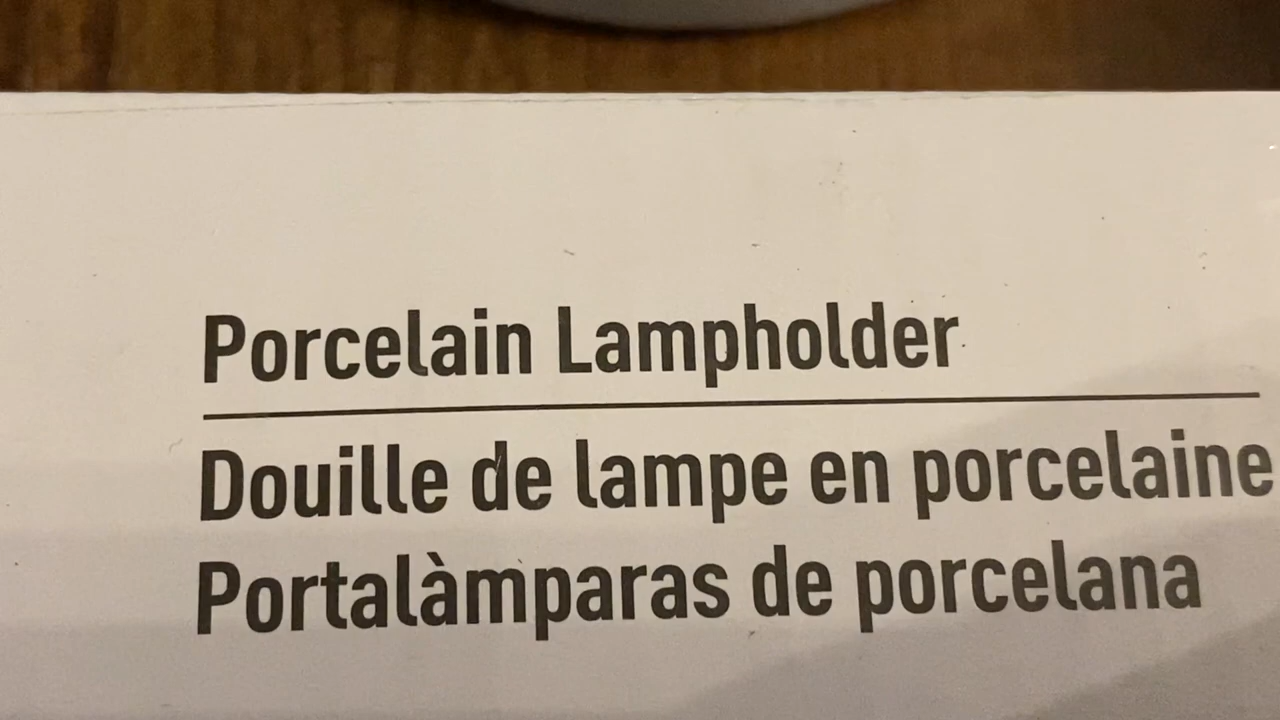 Porcelain Lampholder
Douille de lampe en porcelaine
Portalàmparas de porcelana